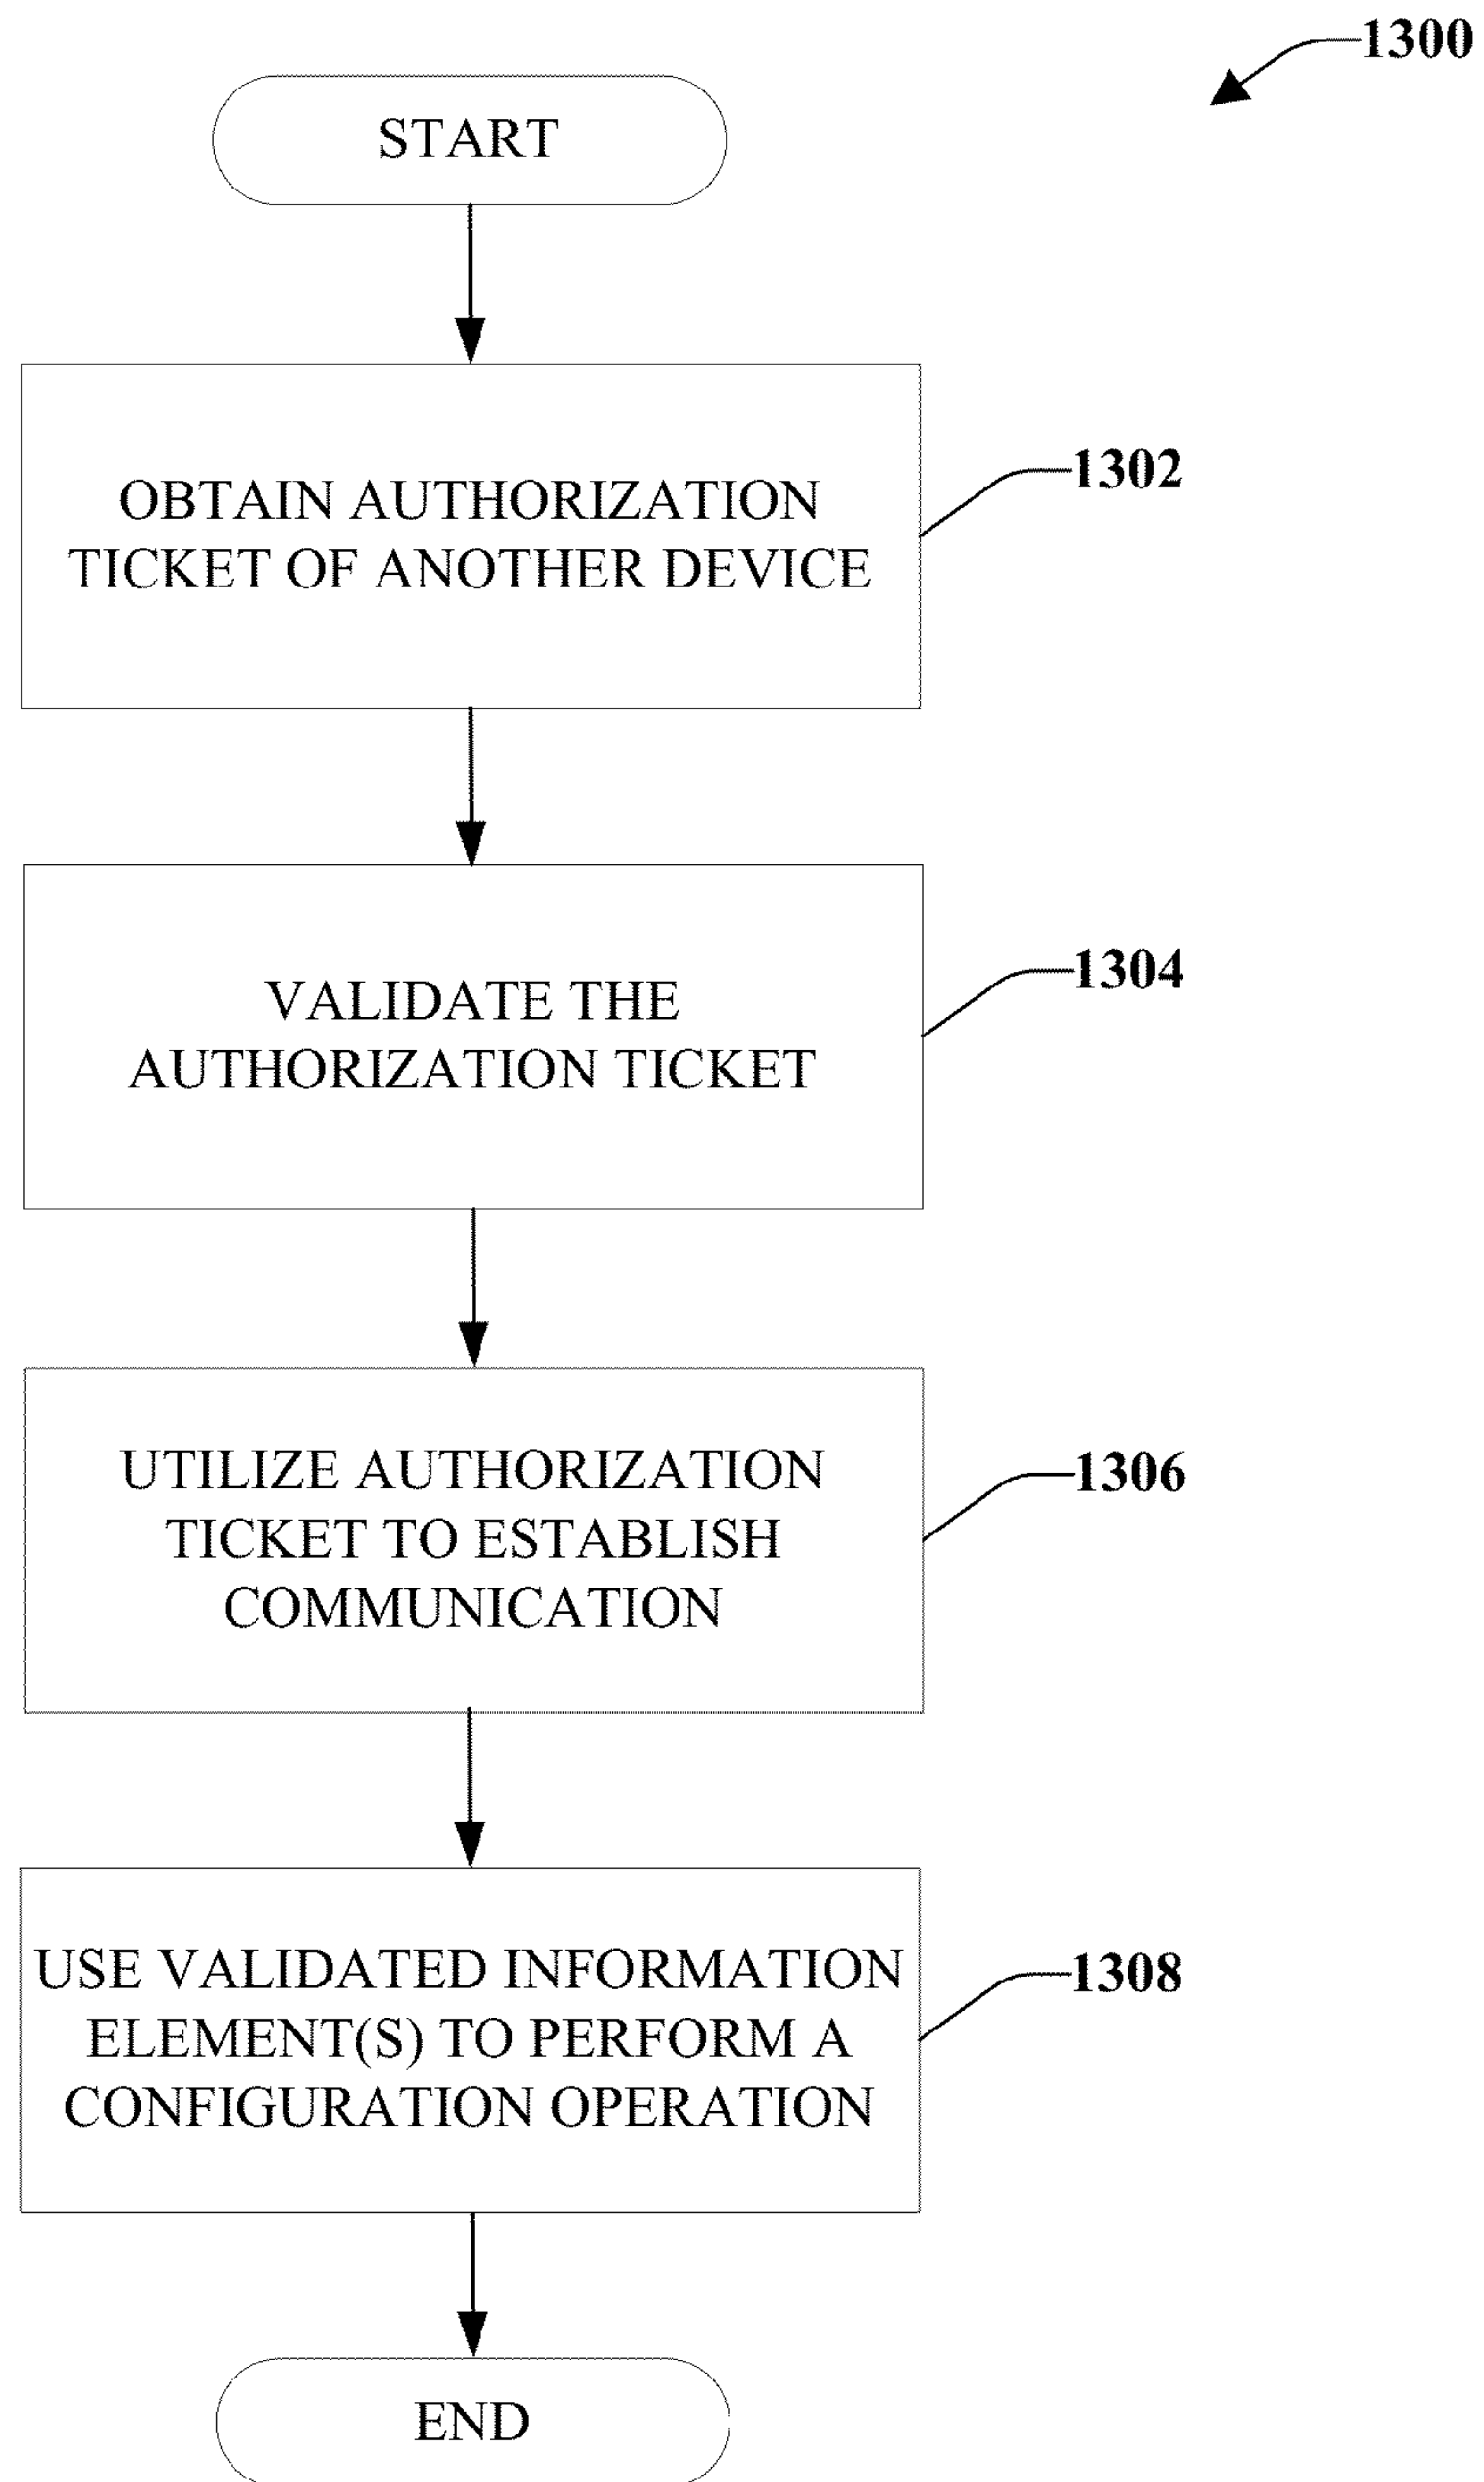 1300
START
OBTAIN AUTHORIZATION
TICKET OF ANOTHER DEVICE
1302
VALIDATE THE
AUTHORIZATION TICKET
1304
UTILIZE AUTHORIZATION
TICKET TO ESTABLISH
COMMUNICATION
1306
USE VALIDATED INFORMATION
ELEMENT(S) TO PERFORM A
CONFIGURATION OPERATION
1308
END